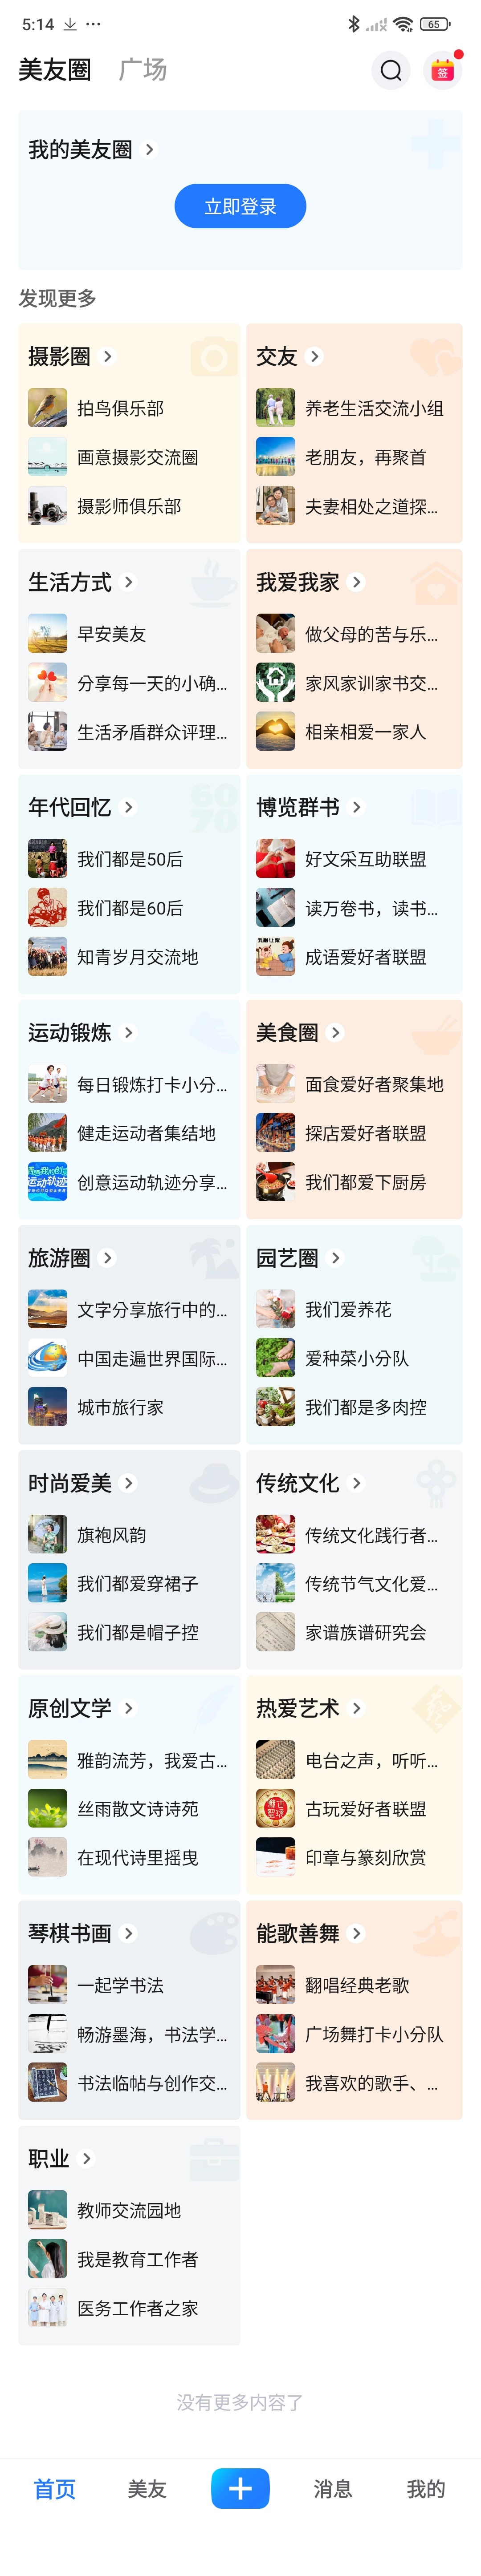 5:14
65
美友圈 广场
签
我的美友圈
立即登录
发现更多
摄影圈
拍鸟俱乐部
画意摄影交流圈
摄影师俱乐部
交友
养老生活交流小组
老朋友，再聚首
夫妻相处之道探...
生活方式
早安美友
分享每一天的小确...
生活矛盾群众评理...
我爱我家
做父母的苦与乐...
家风家训家书交...
相亲相爱一家人
年代回忆
60
70
我们都是50后
我们都是60后
知青岁月交流地
博览群书
好文采互助联盟
读万卷书，读书...
成语爱好者联盟
运动锻炼
每日锻炼打卡小分...
健走运动者集结地
运动轨迹
创意运动轨迹分享...
美食圈
面食爱好者聚集地
探店爱好者联盟
我们都爱下厨房
旅游圈
文字分享旅行中的...
中国走遍世界国际...
城市旅行家
园艺圈
我们爱养花
爱种菜小分队
我们都是多肉控
时尚爱美
旗袍风韵
我们都爱穿裙子
我们都是帽子控
传统文化
传统文化践行者...
传统节气文化爱...
家谱族谱研究会
原创文学
雅韵流芳，我爱古...
丝雨散文诗诗苑
在现代诗里摇曳
热爱艺术
电台之声，听听...
古玩爱好者联盟
印章与篆刻欣赏
琴棋书画
一起学书法
畅游墨海，书法学...
书法临帖与创作交...
能歌善舞
翻唱经典老歌
广场舞打卡小分队
我喜欢的歌手、...
职业
教师交流园地
我是教育工作者
医务工作者之家
没有更多内容了
首页 美友 消息 我的